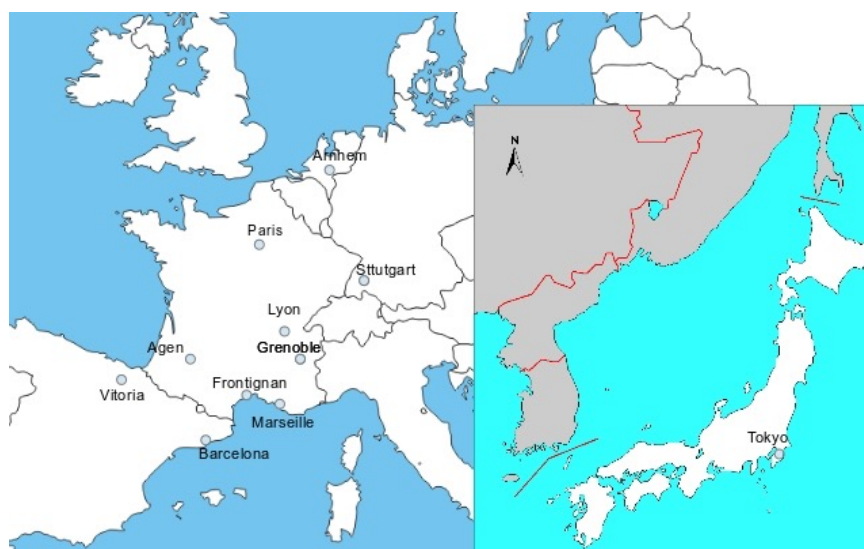 Arnhem
N
Paris
Sttutgart
Lyon
Grenoble
Agen
Frontignan
Vitoria
Marseille
Barcelona
Tokyo